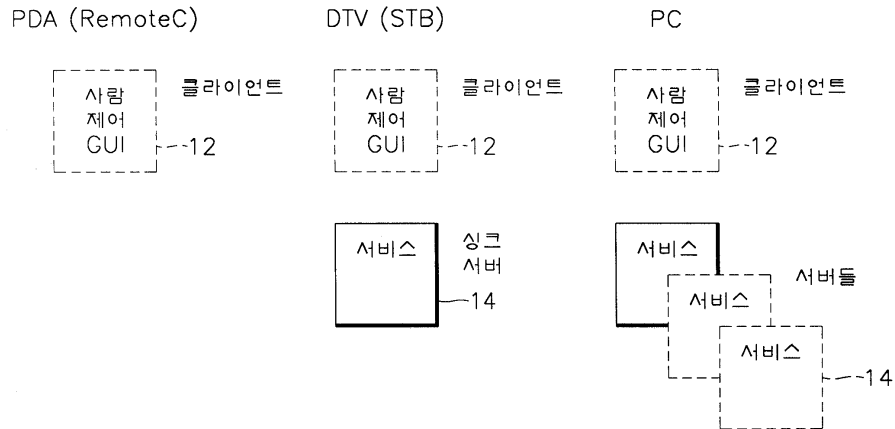 PDA (RemoteC)
DTV (STB)
PC
사람
제어
GUI
클라이언트
12
사람
제어
GUI
클라이언트
12
사람
제어
GUI
클라이언트
12
서비스
싱크
서버
14
서비스
서비스
서비스
서버들
14